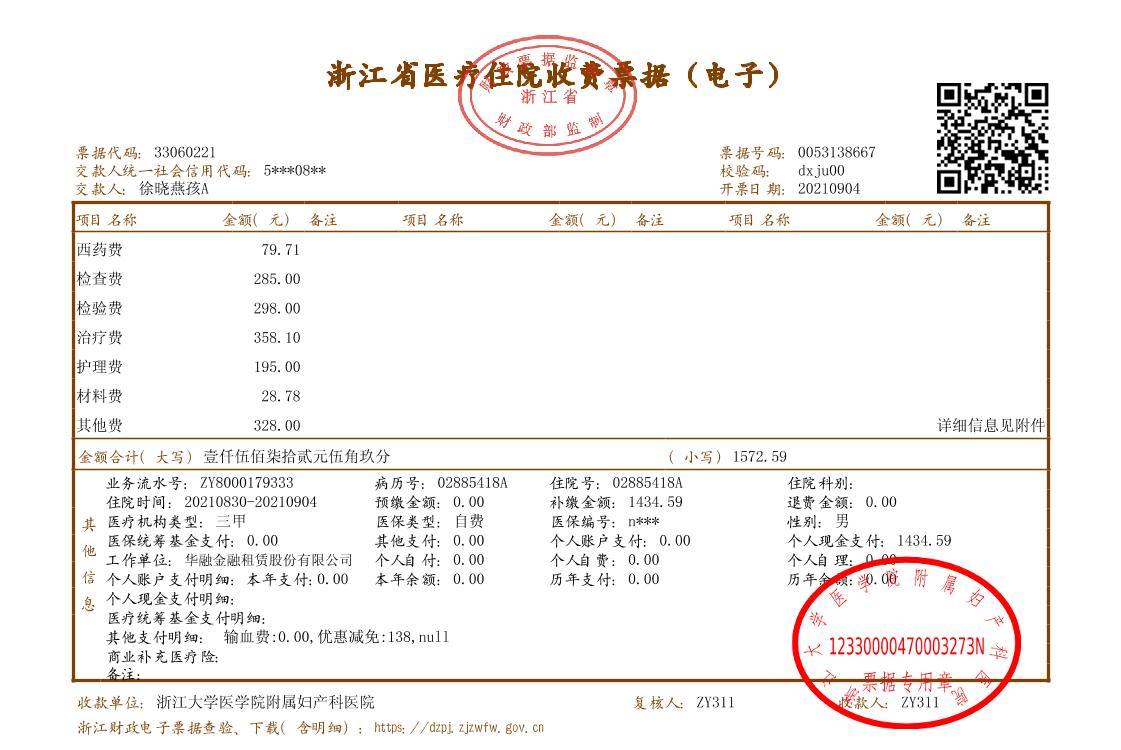 浙江省医疗住院收费票据（电子）
浙江省
财政部监制
票据代码：33060221 票据号码：0053138667
交款人统一社会信用代码：5***08** 校验码：dxju00
交款人：徐晓燕孩A 开票日期：20210904
项目名称 金额(元) 备注 项目名称 金额(元) 备注 项目名称 金额(元) 备注
西药费 79.71
检查费 285.00
检验费 298.00
治疗费 358.10
护理费 195.00
材料费 28.78
其他费 328.00 详细信息见附件
金额合计(大写) 壹仟伍佰柒拾贰元伍角玖分 (小写) 1572.59
其他信息
业务流水号：ZY8000179333 病历号：02885418A 住院号：02885418A 住院科别：
住院时间：20210830-20210904 预缴金额：0.00 补缴金额：1434.59 退费金额：0.00
医疗机构类型：三甲 医保类型：自费 医保编号：n*** 性别：男
医保统筹基金支付：0.00 其他支付：0.00 个人账户支付：0.00 个人现金支付：1434.59
工作单位：华融金融租赁股份有限公司 个人自付：0.00 个人自费：0.00 个人自理：0.00
个人账户支付明细：本年支付：0.00 本年余额：0.00 历年支付：0.00 历年余额：0.00
个人现金支付明细：
医疗统筹基金支付明细：
其他支付明细： 输血费:0.00,优惠减免:138,null
商业补充医疗险：
备注：
浙江大学医学院附属妇产科医院
12330000470003273N
票据专用章
收款单位：浙江大学医学院附属妇产科医院 复核人：ZY311 收款人：ZY311
浙江财政电子票据查验、下载(含明细)：https://dzpj.zjzwfw.gov.cn